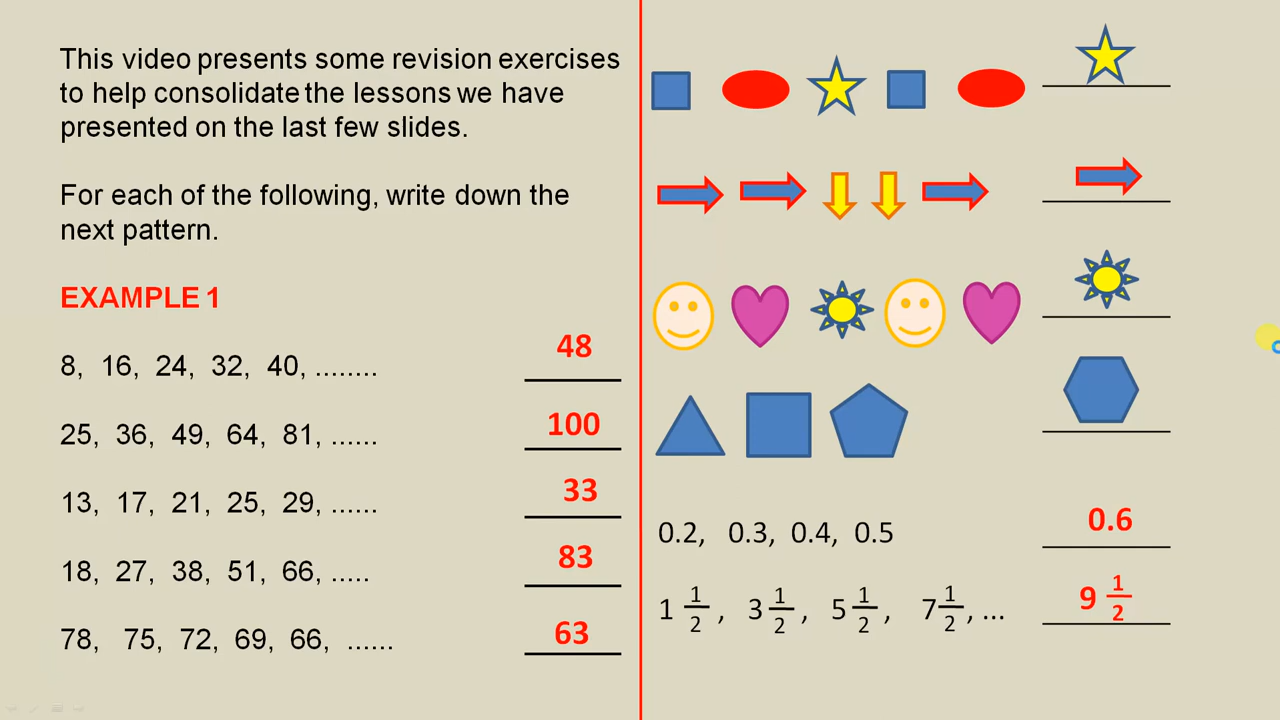 This video presents some revision exercises
to help consolidate the lessons we have
presented on the last few slides.
For each of the following, write down the
next pattern.
EXAMPLE 1
8, 16, 24, 32, 40, ........ 48
25, 36, 49, 64, 81, ...... 100
13, 17, 21, 25, 29, ...... 33
18, 27, 38, 51, 66, ..... 83
78, 75, 72, 69, 66, ...... 63
0.2, 0.3, 0.4, 0.5 0.6
1 1/2 , 3 1/2 , 5 1/2 , 7 1/2 , ... 9 1/2